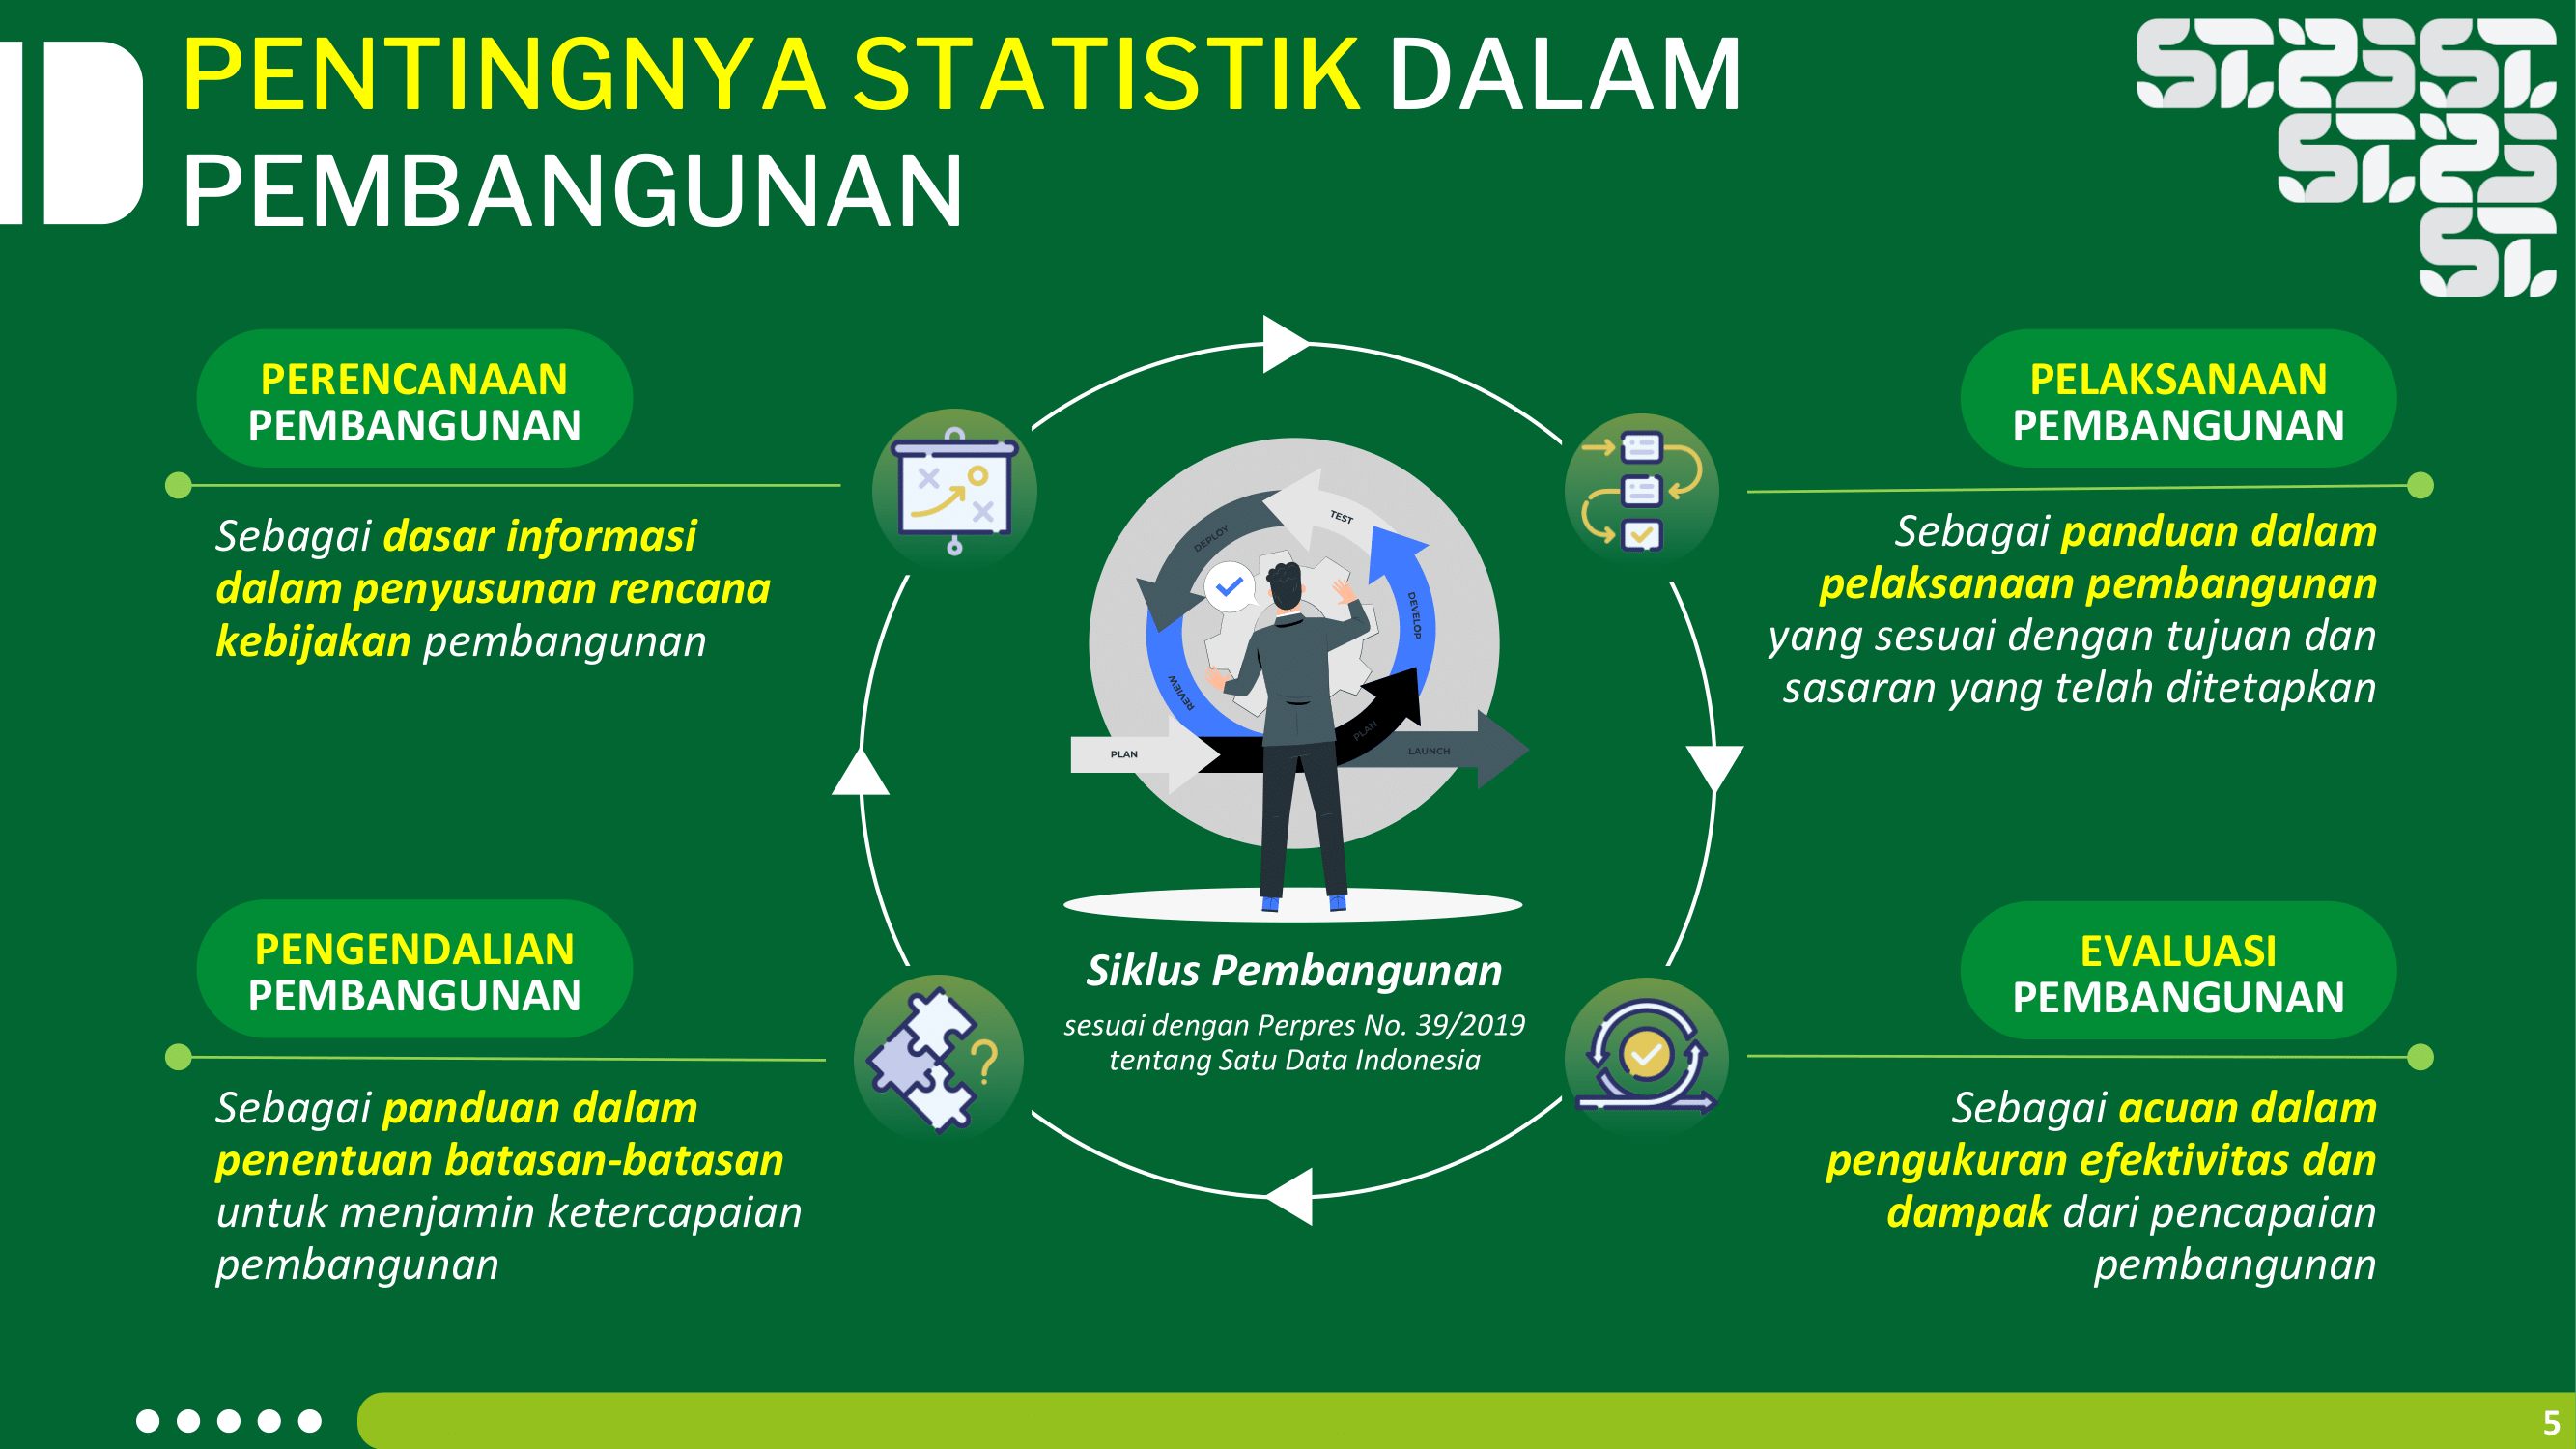 PENTINGNYA STATISTIK DALAM
PEMBANGUNAN
ST23ST
ST23
ST
PERENCANAAN
PEMBANGUNAN
Sebagai dasar informasi
dalam penyusunan rencana
kebijakan pembangunan
PELAKSANAAN
PEMBANGUNAN
Sebagai panduan dalam
pelaksanaan pembangunan
yang sesuai dengan tujuan dan
sasaran yang telah ditetapkan
DEPLOY
TEST
DEVELOP
REVIEW
PLAN
PLAN
LAUNCH
Siklus Pembangunan
sesuai dengan Perpres No. 39/2019
tentang Satu Data Indonesia
PENGENDALIAN
PEMBANGUNAN
Sebagai panduan dalam
penentuan batasan-batasan
untuk menjamin ketercapaian
pembangunan
EVALUASI
PEMBANGUNAN
Sebagai acuan dalam
pengukuran efektivitas dan
dampak dari pencapaian
pembangunan
5